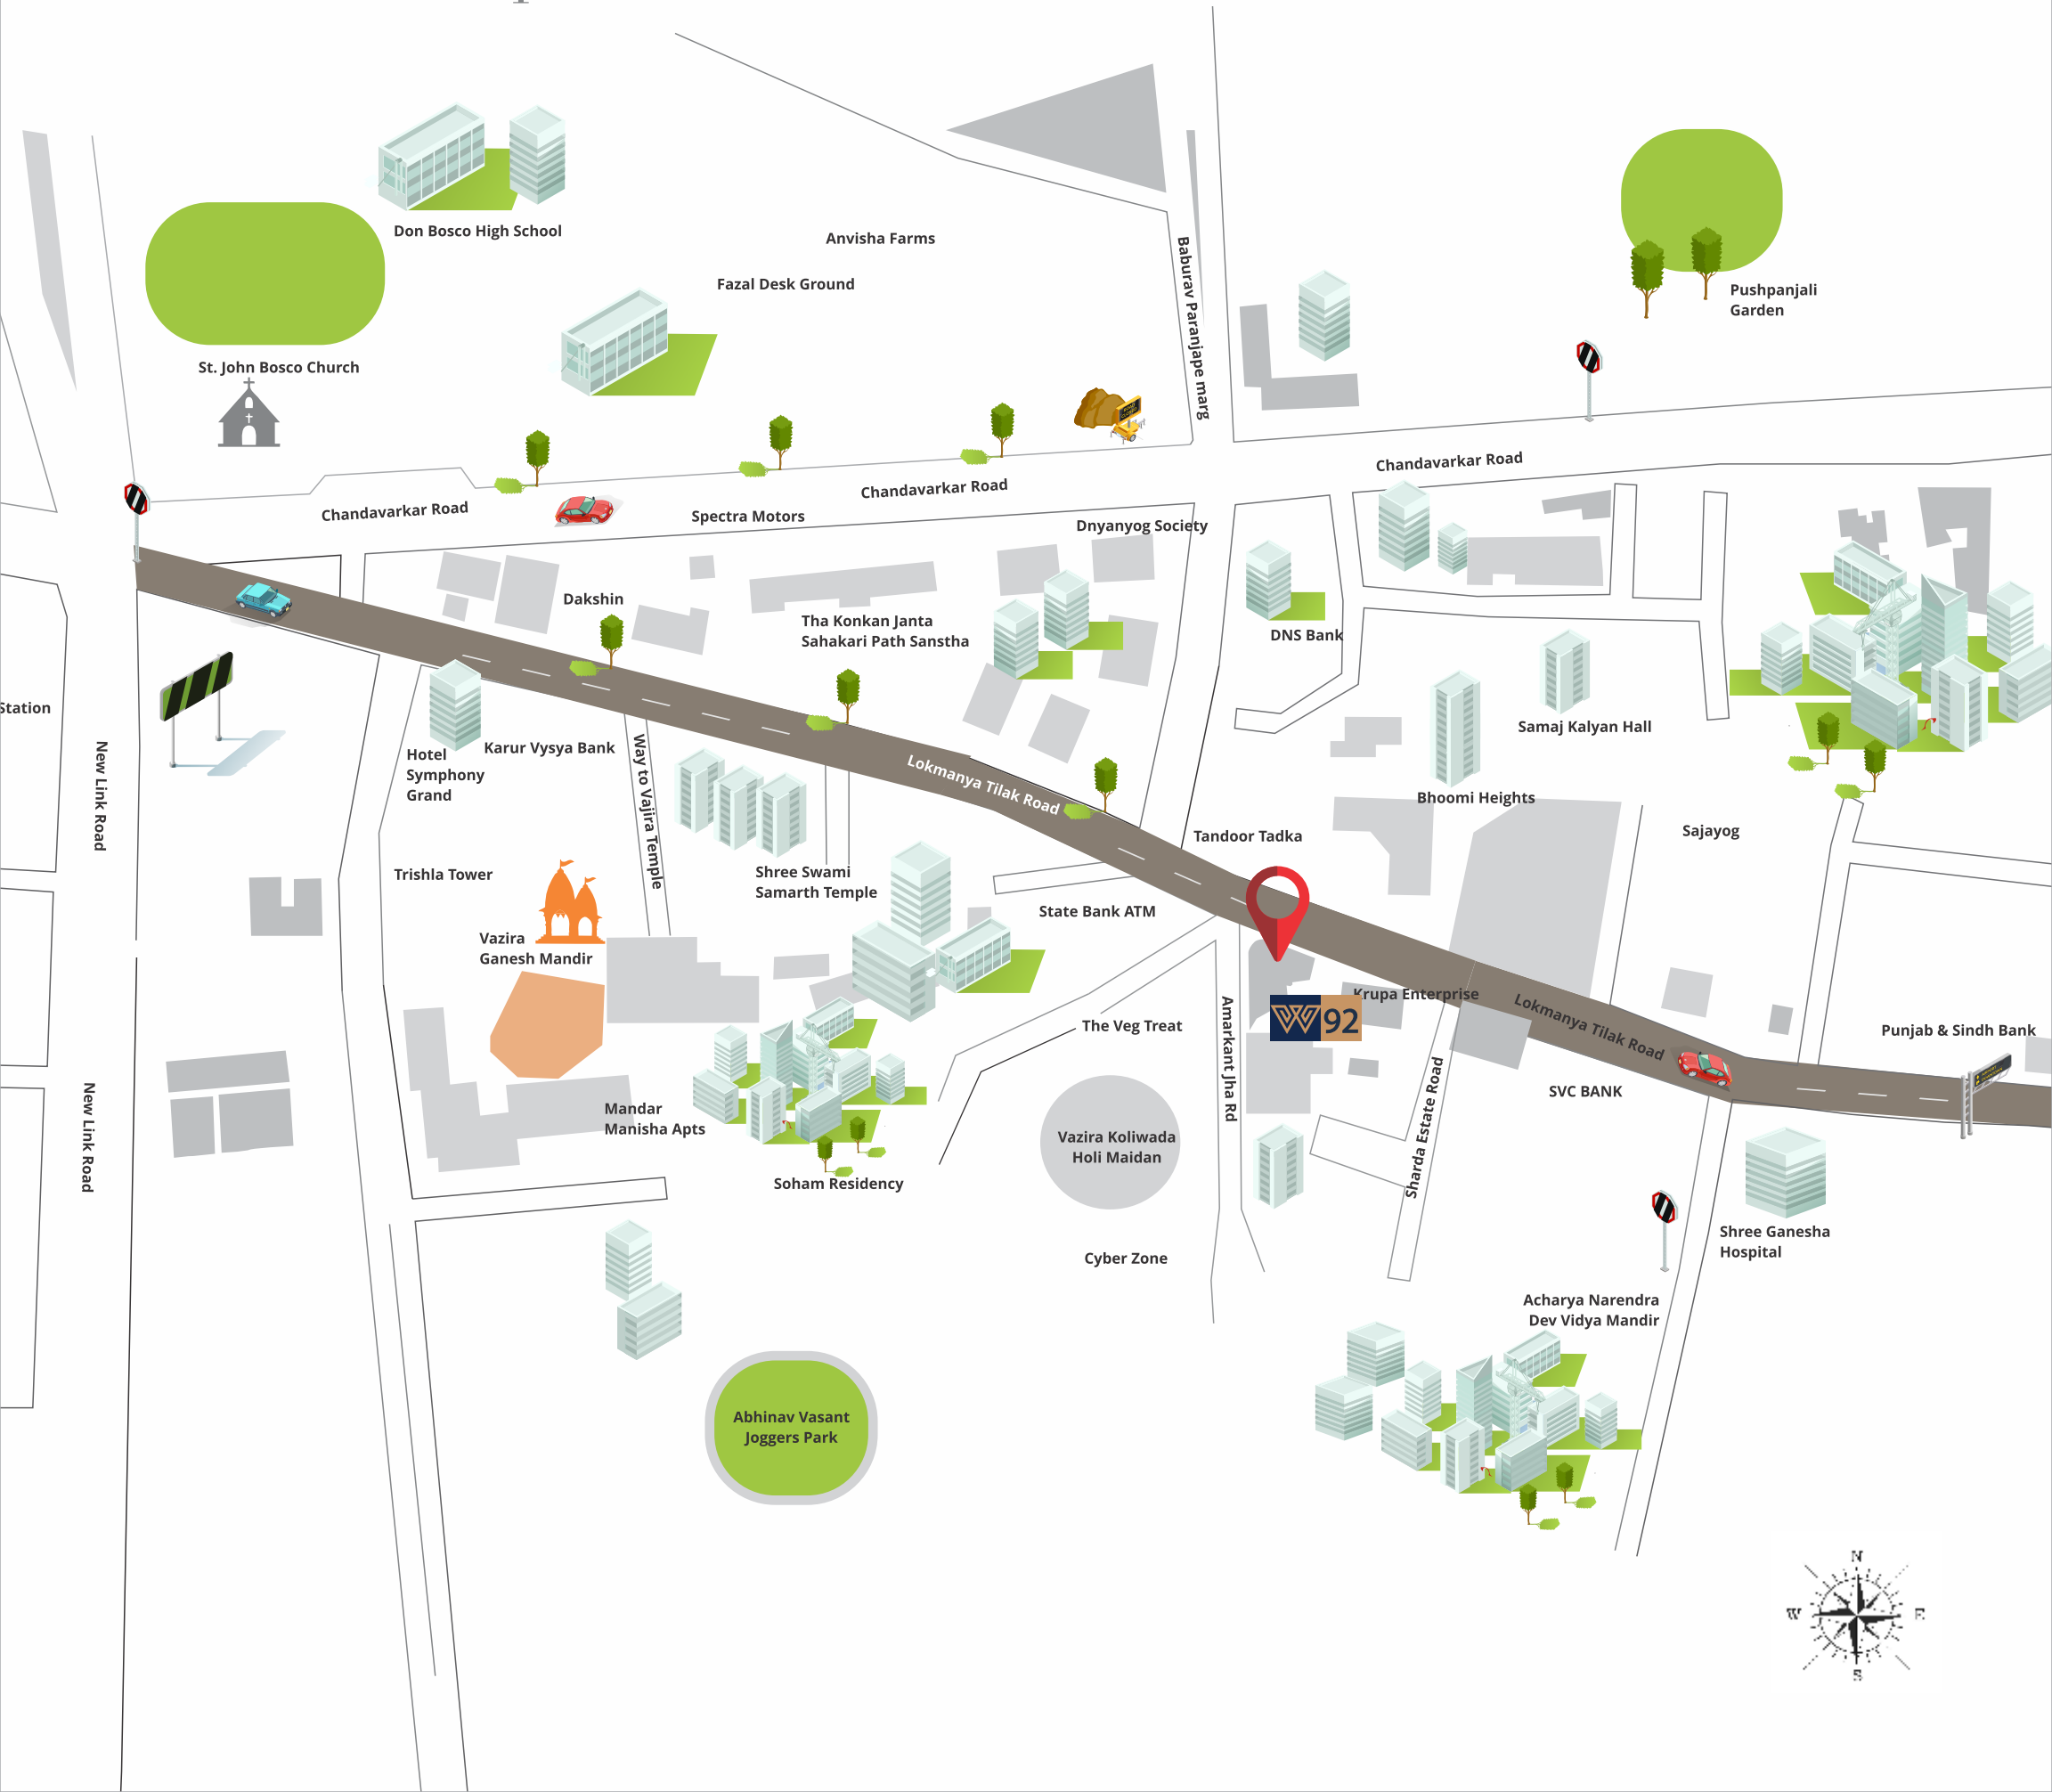 Don Bosco High School
Anvisha Farms
Fazal Desk Ground
Baburav Paranjape marg
Pushpanjali
Garden
St. John Bosco Church
Chandavarkar Road
Chandavarkar Road
Chandavarkar Road
Spectra Motors
Dnyanyog Society
Dakshin
Tha Konkan Janta
Sahakari Path Sanstha
DNS Bank
Station
New Link Road
Hotel
Symphony
Grand
Karur Vysya Bank
Way to Vajira Temple
Lokmanya Tilak Road
Samaj Kalyan Hall
Bhoomi Heights
Sajayog
Tandoor Tadka
Trishla Tower
Shree Swami
Samarth Temple
State Bank ATM
Vazira
Ganesh Mandir
Krupa Enterprise
W 92
Lokmanya Tilak Road
The Veg Treat
Amarkant Jha Rd
Punjab & Sindh Bank
New Link Road
SVC BANK
Mandar
Manisha Apts
Vazira Koliwada
Holi Maidan
Sharda Estate Road
Soham Residency
Shree Ganesha
Hospital
Cyber Zone
Acharya Narendra
Dev Vidya Mandir
Abhinav Vasant
Joggers Park
N
W
E
S